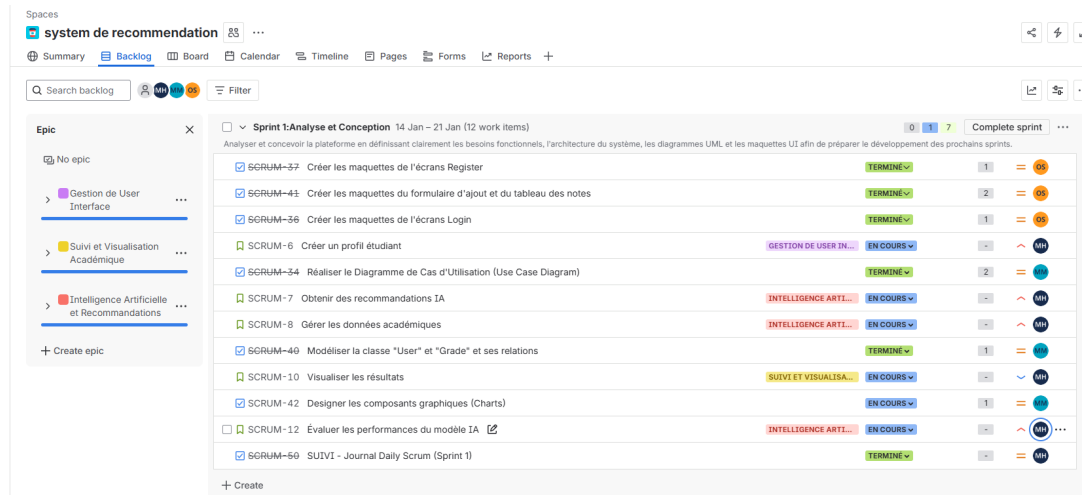 Spaces
system de recommendation
Summary Backlog Board Calendar Timeline Pages Forms Reports
Search backlog MH MM OS Filter
Epic
No epic
Gestion de User
Interface
Suivi et Visualisation
Académique
Intelligence Artificielle
et Recommandations
Create epic
Sprint 1:Analyse et Conception 14 Jan – 21 Jan (12 work items) 0 1 7 Complete sprint
Analyser et concevoir la plateforme en définissant clairement les besoins fonctionnels, l'architecture du système, les diagrammes UML et les maquettes UI afin de préparer le développement des prochains sprints.
SCRUM-37 Créer les maquettes de l'écrans Register TERMINÉ 1 OS
SCRUM-41 Créer les maquettes du formulaire d'ajout et du tableau des notes TERMINÉ 2 OS
SCRUM-36 Créer les maquettes de l'écrans Login TERMINÉ 1 OS
SCRUM-6 Créer un profil étudiant GESTION DE USER IN... EN COURS - MH
SCRUM-34 Réaliser le Diagramme de Cas d'Utilisation (Use Case Diagram) TERMINÉ 2 MM
SCRUM-7 Obtenir des recommandations IA INTELLIGENCE ARTI... EN COURS - MH
SCRUM-8 Gérer les données académiques INTELLIGENCE ARTI... EN COURS - MH
SCRUM-40 Modéliser la classe "User" et "Grade" et ses relations TERMINÉ 1 MM
SCRUM-10 Visualiser les résultats SUIVI ET VISUALISA... EN COURS - MH
SCRUM-42 Designer les composants graphiques (Charts) EN COURS 1 MM
SCRUM-12 Évaluer les performances du modèle IA INTELLIGENCE ARTI... EN COURS - MH
SCRUM-50 SUIVI - Journal Daily Scrum (Sprint 1) TERMINÉ - MH
Create